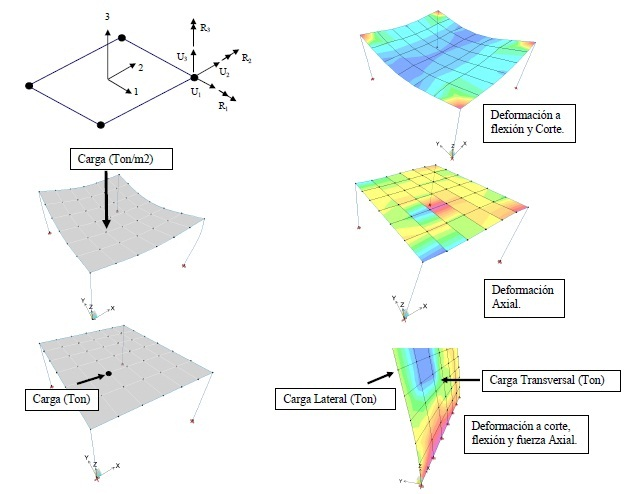 3
R3
U3
2
U2
R2
1
U1
R1
Deformación a
flexión y Corte.
Y
Z
X
Carga (Ton/m2)
Deformación
Axial.
Y
Z
X
Y
Z
X
Carga (Ton)
Carga Lateral (Ton)
Carga Transversal (Ton)
Deformación a corte,
flexión y fuerza Axial.
Y
Z
X
Y
Z
X